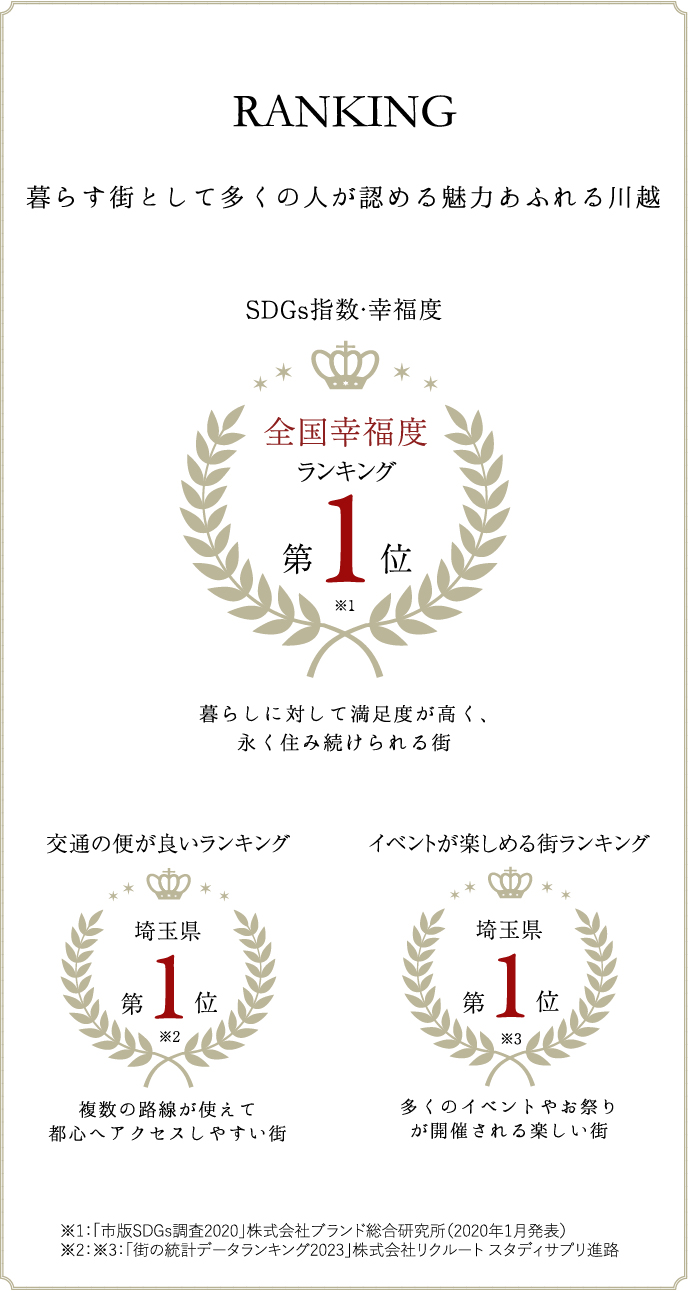 RANKING
暮らす街として多くの人が認める魅力あふれる川越
SDGs指数·幸福度
全国幸福度
ランキング
第1位
※1
暮らしに対して満足度が高く、
永く住み続けられる街
交通の便が良いランキング
埼玉県
第1位
※2
複数の路線が使えて
都心へアクセスしやすい街
イベントが楽しめる街ランキング
埼玉県
第1位
※3
多くのイベントやお祭り
が開催される楽しい街
※1：「市版SDGs調査2020」株式会社ブランド総合研究所（2020年1月発表）
※2：※3：「街の統計データランキング2023」株式会社リクルート スタディサプリ進路